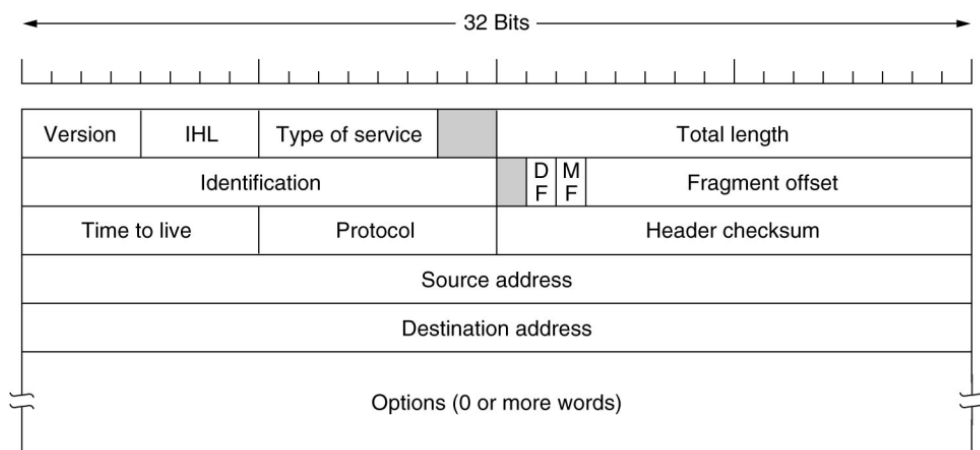 32 Bits
Version IHL Type of service Total length
Identification D F M F Fragment offset
Time to live Protocol Header checksum
Source address
Destination address
Options (0 or more words)